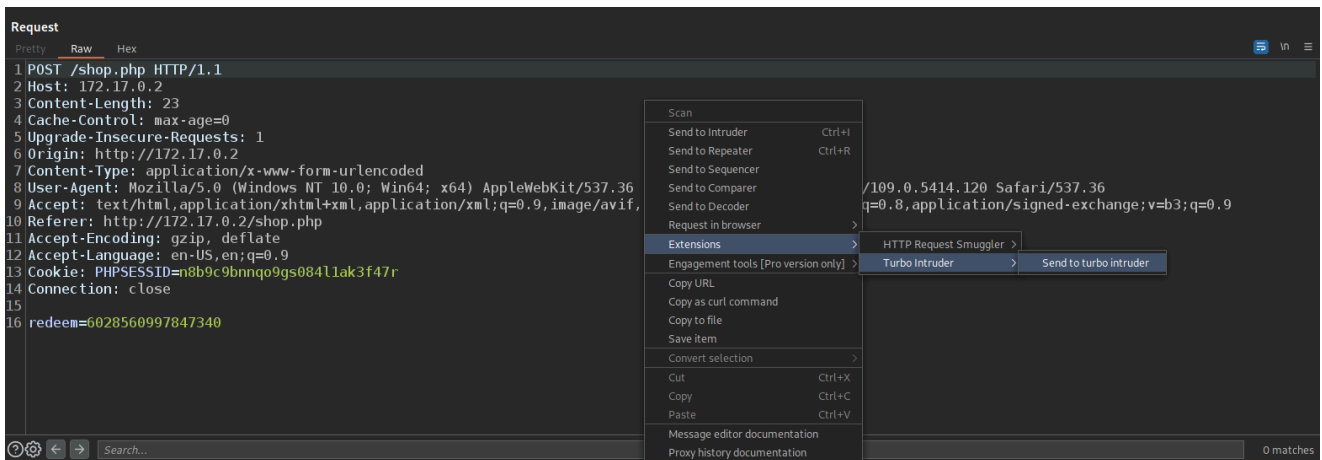 Request
Pretty Raw Hex \n
1 POST /shop.php HTTP/1.1
2 Host: 172.17.0.2
3 Content-Length: 23
4 Cache-Control: max-age=0
5 Upgrade-Insecure-Requests: 1
6 Origin: http://172.17.0.2
7 Content-Type: application/x-www-form-urlencoded
8 User-Agent: Mozilla/5.0 (Windows NT 10.0; Win64; x64) AppleWebKit/537.36 /109.0.5414.120 Safari/537.36
9 Accept: text/html,application/xhtml+xml,application/xml;q=0.9,image/avif, q=0.8,application/signed-exchange;v=b3;q=0.9
10 Referer: http://172.17.0.2/shop.php
11 Accept-Encoding: gzip, deflate
12 Accept-Language: en-US,en;q=0.9
13 Cookie: PHPSESSID=n8b9c9bnnqo9gs084l1ak3f47r
14 Connection: close
15
16 redeem=6028560997847340
Scan
Send to Intruder Ctrl+I
Send to Repeater Ctrl+R
Send to Sequencer
Send to Comparer
Send to Decoder
Request in browser >
Extensions >
Engagement tools [Pro version only] >
Copy URL
Copy as curl command
Copy to file
Save item
Convert selection >
Cut Ctrl+X
Copy Ctrl+C
Paste Ctrl+V
Message editor documentation
Proxy history documentation
HTTP Request Smuggler >
Turbo Intruder >
Send to turbo intruder
Search...
0 matches